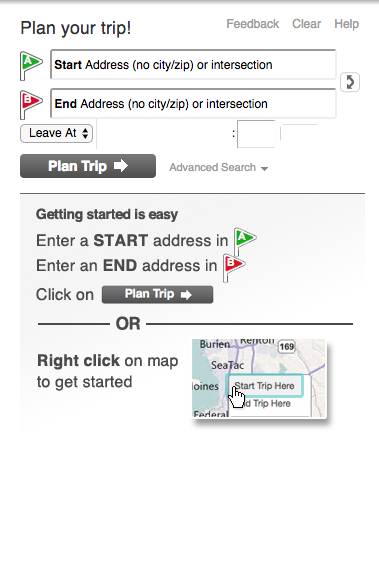 Plan your trip!
Feedback Clear Help
A
Start Address (no city/zip) or intersection
B
End Address (no city/zip) or intersection
Leave At
:
Plan Trip
Advanced Search
Getting started is easy
Enter a START address in A
Enter an END address in B
Click on Plan Trip
OR
Right click on map
to get started
Burien Renton
169
SeaTac
oines
Start Trip Here
d Trip Here
Federal